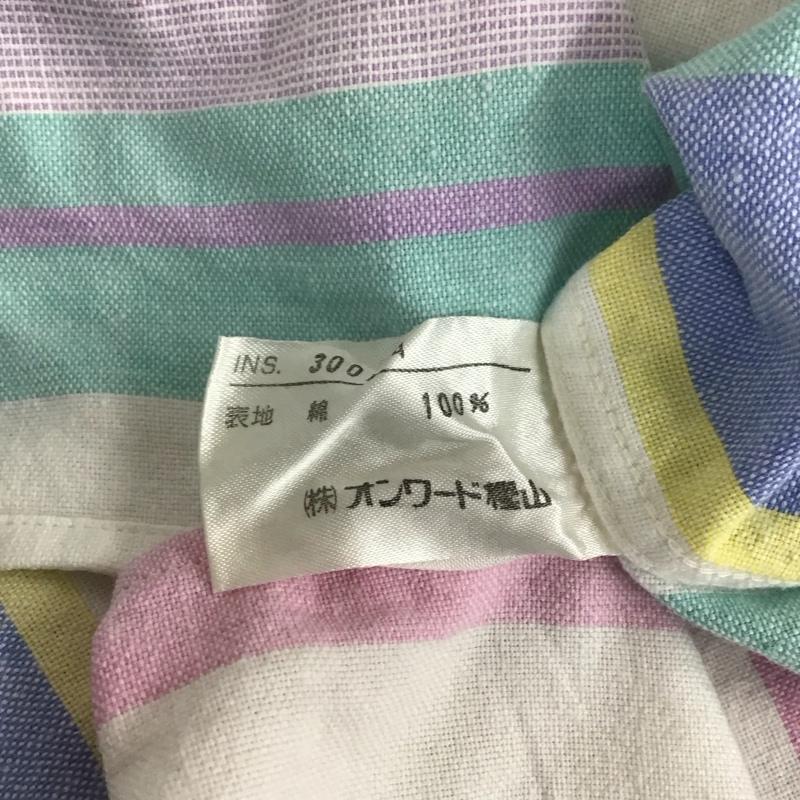 INS. 300 A
表地 綿 100%
(株)オンワード樫山